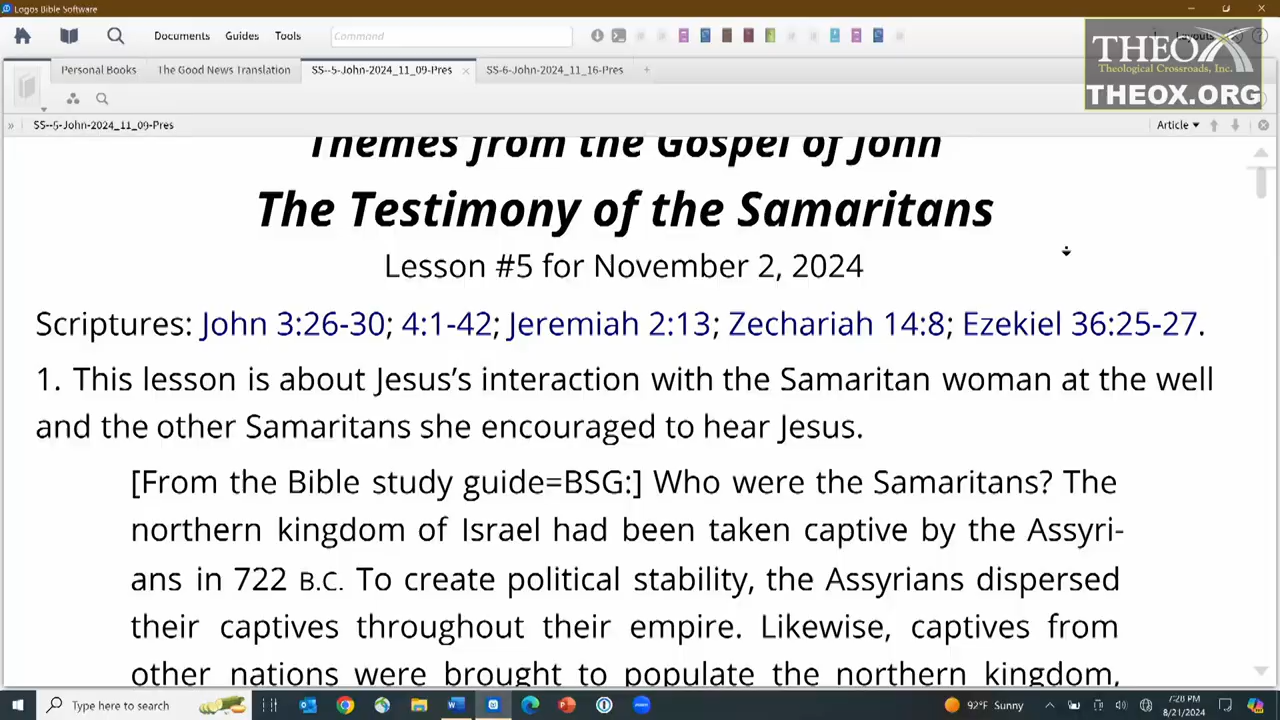 Logos Bible Software
Documents Guides Tools Command
THEOX
Theological Crossroads, Inc.
THEOX.ORG
Personal Books The Good News Translation SS--5-John-2024_11_09-Pres SS-6-John-2024_11_16-Pres
SS--5-John-2024_11_09-Pres Article
Themes from the Gospel of John
The Testimony of the Samaritans
Lesson #5 for November 2, 2024
Scriptures: John 3:26-30; 4:1-42; Jeremiah 2:13; Zechariah 14:8; Ezekiel 36:25-27.
1. This lesson is about Jesus’s interaction with the Samaritan woman at the well
and the other Samaritans she encouraged to hear Jesus.
[From the Bible study guide=BSG:] Who were the Samaritans? The
northern kingdom of Israel had been taken captive by the Assyri-
ans in 722 B.C. To create political stability, the Assyrians dispersed
their captives throughout their empire. Likewise, captives from
other nations were brought to populate the northern kingdom,
Type here to search 92°F Sunny 7:28 PM
8/21/2024